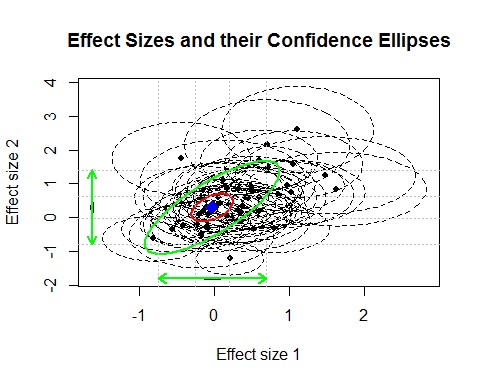 Effect Sizes and their Confidence Ellipses
4
3
2
1
0
-1
-2
Effect size 2
-1 0 1 2
Effect size 1